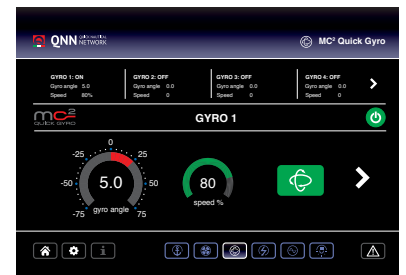 QNN QUICK NAUTICAL NETWORK
MC² Quick Gyro
GYRO 1: ON
Gyro angle 5.0
Speed 80%
GYRO 2: OFF
Gyro angle 0.0
Speed 0
GYRO 3: OFF
Gyro angle 0.0
Speed 0
GYRO 4: OFF
Gyro angle 0.0
Speed 0
mc2
QUICK GYRO
GYRO 1
0
-25 25
-50 5.0 50
-75 gyro angle 75
80
speed %
i